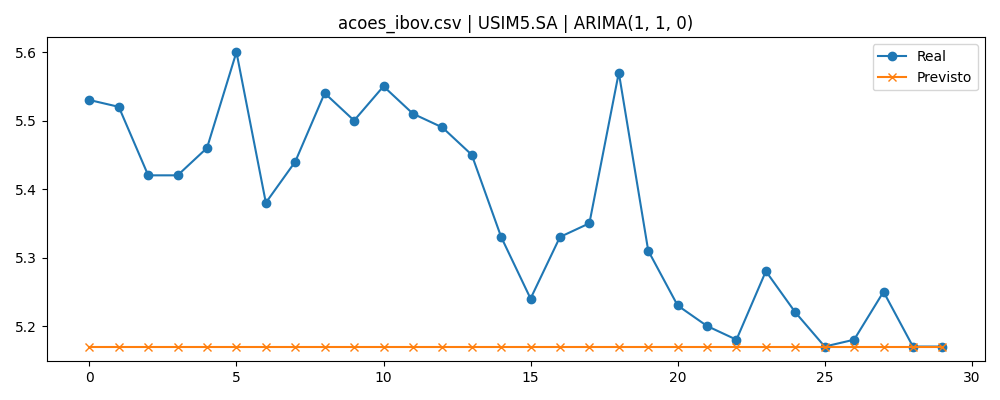 acoes_ibov.csv | USIM5.SA | ARIMA(1, 1, 0)
Real
Previsto
5.6
5.5
5.4
5.3
5.2
0 5 10 15 20 25 30